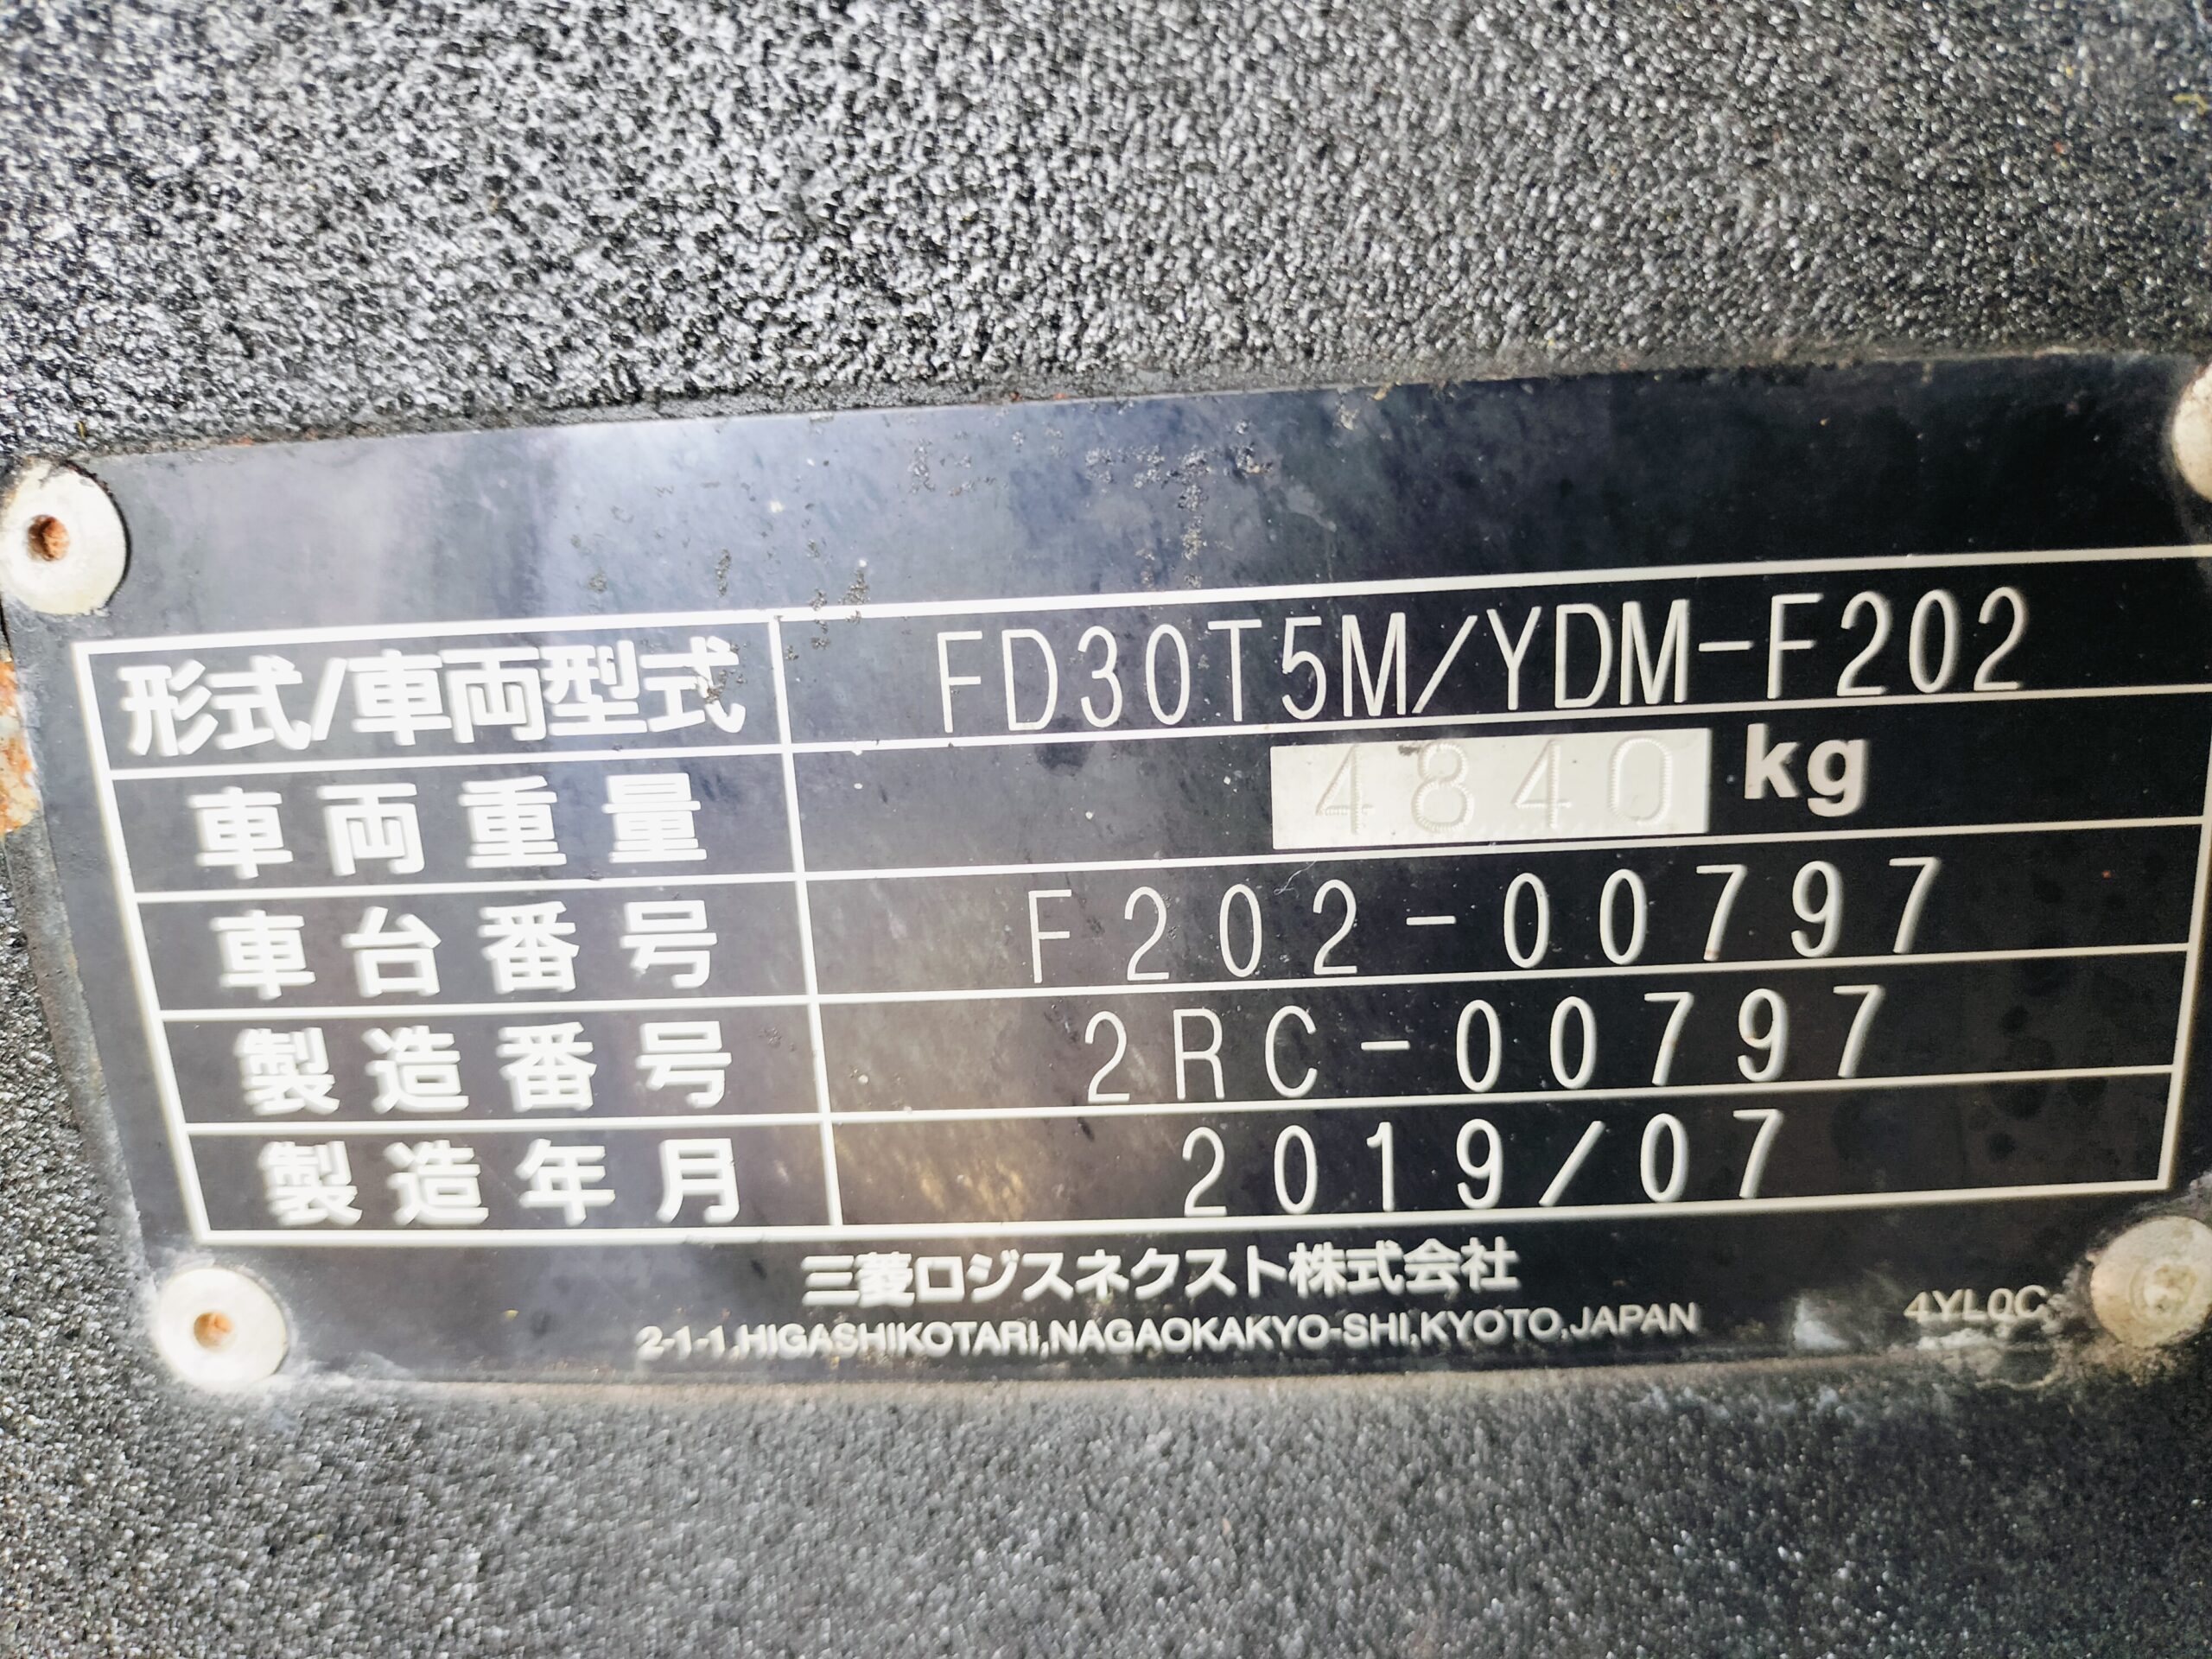 形式/車両型式 FD30T5M/YDM-F202
車両重量 4840 kg
車台番号 F202-00797
製造番号 2RC-00797
製造年月 2019/07
三菱ロジスネクスト株式会社
2-1-1,HIGASHIKOTARI,NAGAOKAKYO-SHI,KYOTO,JAPAN
4YL0C